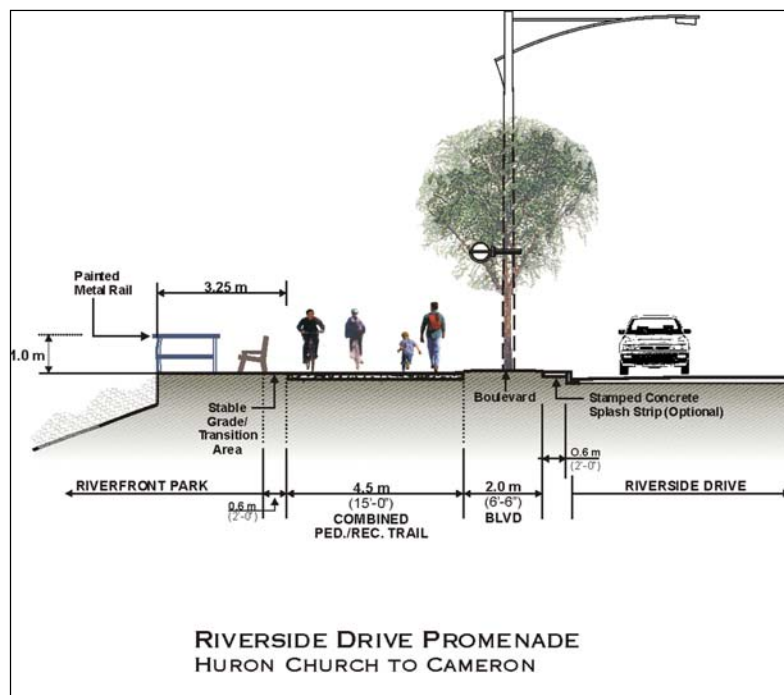 Painted
Metal Rail
3.25 m
1.0 m
Stable
Grade/
Transition
Area
Boulevard
Stamped Concrete
Splash Strip (Optional)
0.6 m
(2'-0")
RIVERFRONT PARK
0.6 m
(2'-0")
4.5 m
(15'-0")
COMBINED
PED./REC. TRAIL
2.0 m
(6'-6")
BLVD
RIVERSIDE DRIVE
RIVERSIDE DRIVE PROMENADE
HURON CHURCH TO CAMERON